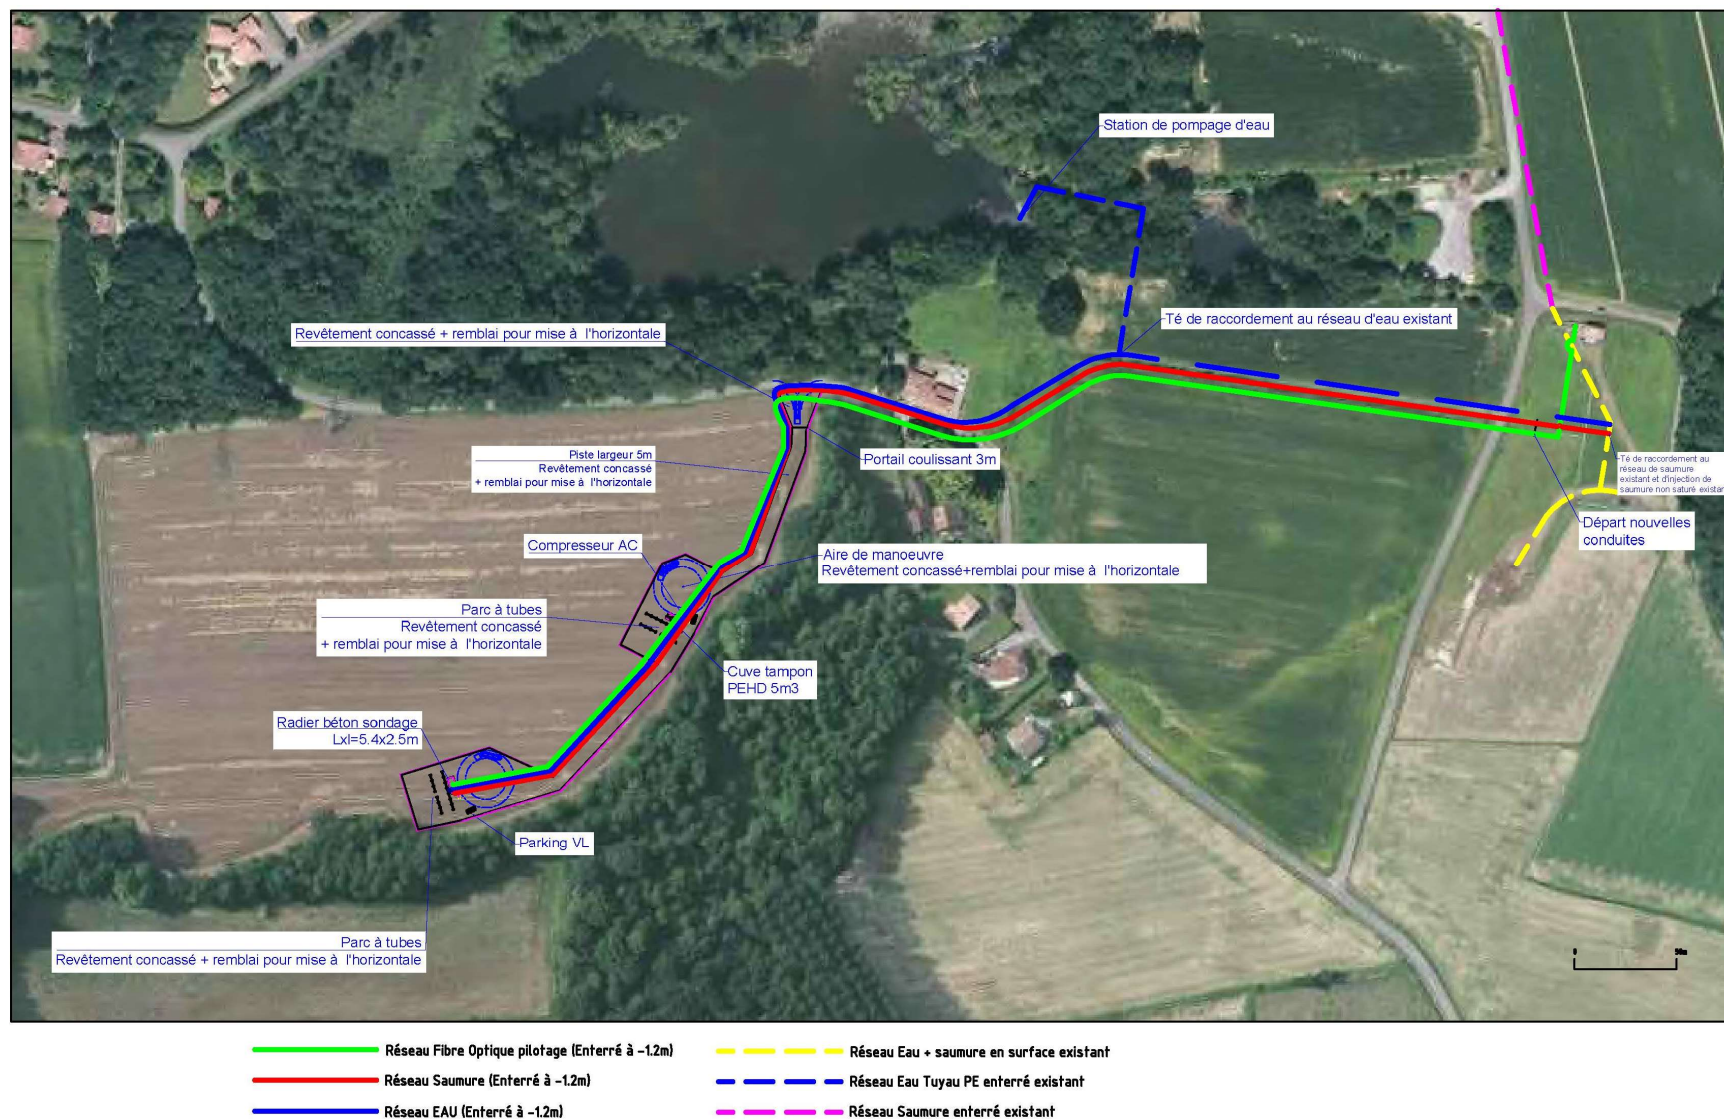 Station de pompage d'eau
Té de raccordement au réseau d'eau existant
Revêtement concassé + remblai pour mise à l'horizontale
Piste largeur 5m
Revêtement concassé
+ remblai pour mise à l'horizontale
Portail coulissant 3m
Té de raccordement au
réseau de saumure
existant et d'injection de
saumure non saturé existan
Départ nouvelles
conduites
Compresseur AC
Aire de manoeuvre
Revêtement concassé+remblai pour mise à l'horizontale
Parc à tubes
Revêtement concassé
+ remblai pour mise à l'horizontale
Cuve tampon
PEHD 5m3
Radier béton sondage
Lxl=5.4x2.5m
Parking VL
Parc à tubes
Revêtement concassé + remblai pour mise à l'horizontale
0
Réseau Fibre Optique pilotage (Enterré à -1.2m)
Réseau Saumure (Enterré à -1.2m)
Réseau EAU (Enterré à -1.2m)
Réseau Eau + saumure en surface existant
Réseau Eau Tuyau PE enterré existant
Réseau Saumure enterré existant